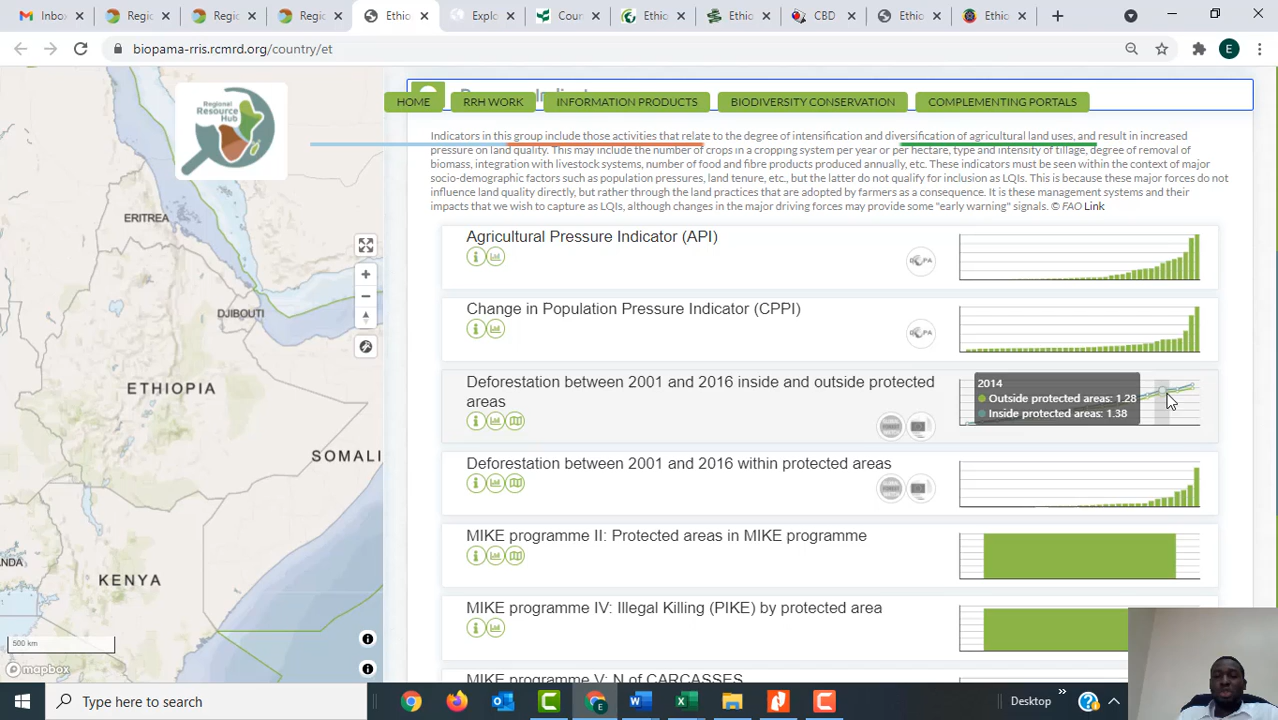 Ethio
Explo
Cour
Ethio
Ethio
CBD
Ethio
Ethio
biopama-rris.rcmrd.org/country/et
E
Regional
Resource
Hub
HOME
RRH WORK
INFORMATION PRODUCTS
BIODIVERSITY CONSERVATION
COMPLEMENTING PORTALS
Indicators in this group include those activities that relate to the degree of intensification and diversification of agricultural land uses, and result in increased
pressure on land quality. This may include the number of crops in a cropping system per year or per hectare, type and intensity of tillage, degree of removal of
biomass, integration with livestock systems, number of food and fibre products produced annually, etc. These indicators must be seen within the context of major
socio-demographic factors such as population pressures, land tenure, etc., but the latter do not qualify for inclusion as LQIs. This is because these major forces do not
influence land quality directly, but rather through the land practices that are adopted by farmers as a consequence. It is these management systems and their
impacts that we wish to capture as LQIs, although changes in the major driving forces may provide some "early warning" signals. © FAO Link
ERITREA
DJIBOUTI
ETHIOPIA
SOMALI
KENYA
NDA
500 km
mapbox
Agricultural Pressure Indicator (API)
Change in Population Pressure Indicator (CPPI)
Deforestation between 2001 and 2016 inside and outside protected
areas
2014
Outside protected areas: 1.28
Inside protected areas: 1.38
Deforestation between 2001 and 2016 within protected areas
MIKE programme II: Protected areas in MIKE programme
MIKE programme IV: Illegal Killing (PIKE) by protected area
MIKE programme V: N of CARCASSES
Type here to search
Desktop